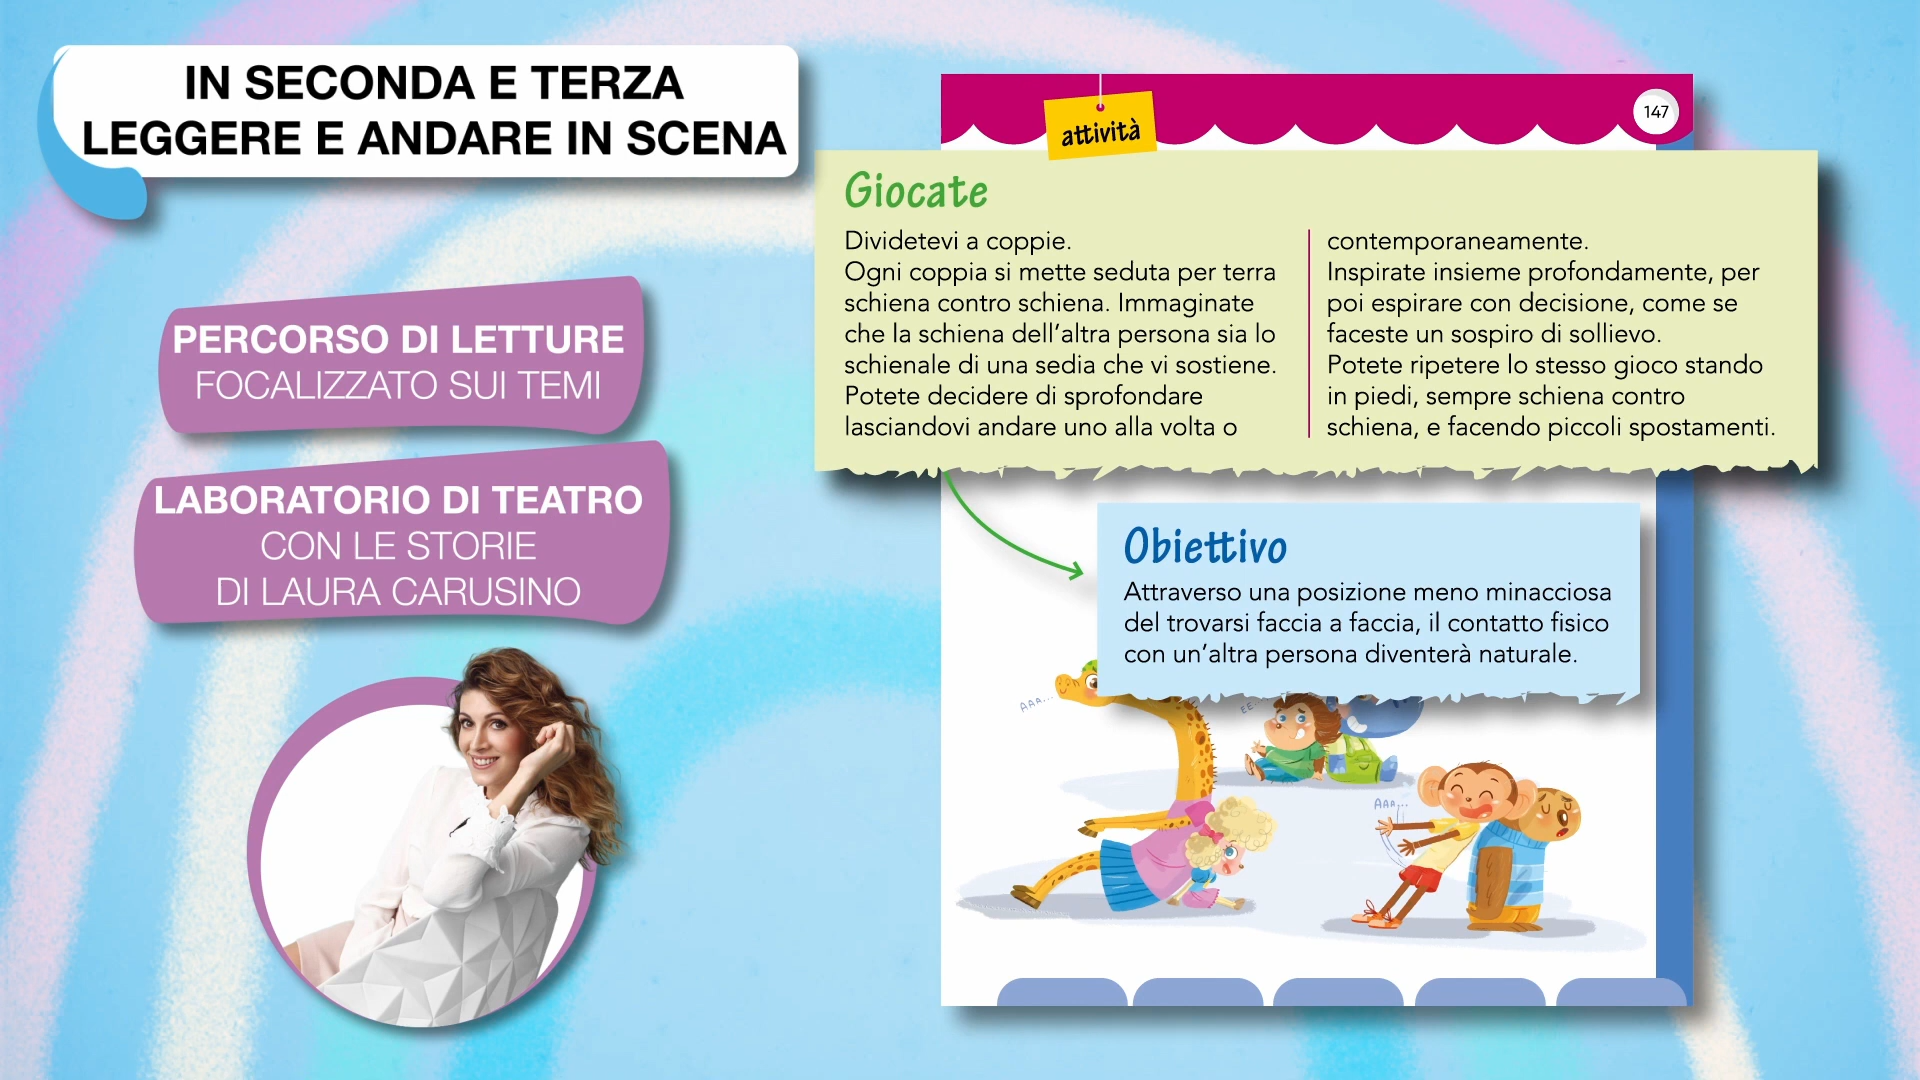 IN SECONDA E TERZA
LEGGERE E ANDARE IN SCENA
PERCORSO DI LETTURE
FOCALIZZATO SUI TEMI
LABORATORIO DI TEATRO
CON LE STORIE
DI LAURA CARUSINO
147
attività
Giocate
Dividetevi a coppie.
Ogni coppia si mette seduta per terra
schiena contro schiena. Immaginate
che la schiena dell'altra persona sia lo
schienale di una sedia che vi sostiene.
Potete decidere di sprofondare
lasciandovi andare uno alla volta o
contemporaneamente.
Inspirate insieme profondamente, per
poi espirare con decisione, come se
faceste un sospiro di sollievo.
Potete ripetere lo stesso gioco stando
in piedi, sempre schiena contro
schiena, e facendo piccoli spostamenti.
Obiettivo
Attraverso una posizione meno minacciosa
del trovarsi faccia a faccia, il contatto fisico
con un'altra persona diventerà naturale.
AAA...
EE..
AAA...